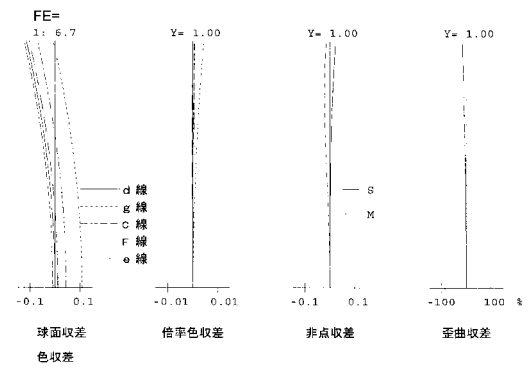 FE=
1: 6.7
Y= 1.00
Y= 1.00
Y= 1.00
d 線
g 線
C 線
F 線
e 線
S
M
-0.1 0.1
-0.01 0.01
-0.1 0.1
-100 100 %
球面収差
色収差
倍率色収差
非点収差
歪曲収差